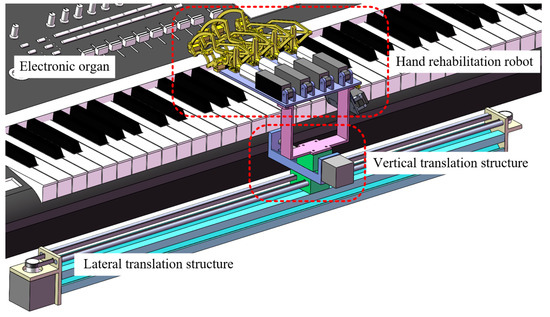 Electronic organ
Hand rehabilitation robot
Vertical translation structure
Lateral translation structure